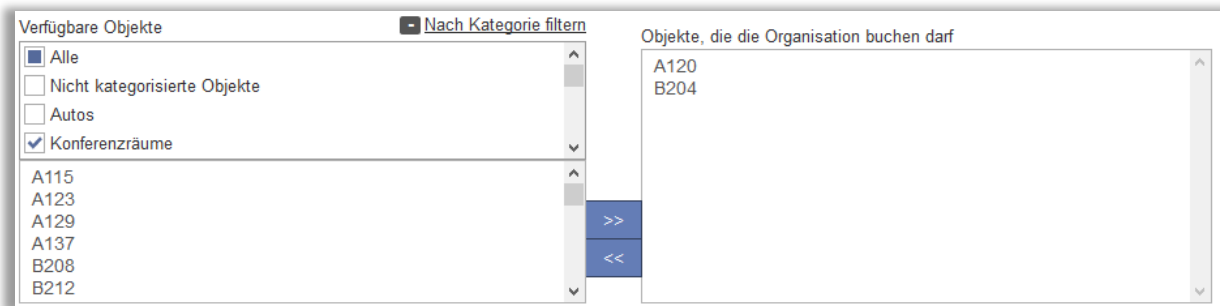 Verfügbare Objekte
- Nach Kategorie filtern
Alle
Nicht kategorisierte Objekte
Autos
Konferenzräume
A115
A123
A129
A137
B208
B212
>>
<<
Objekte, die die Organisation buchen darf
A120
B204